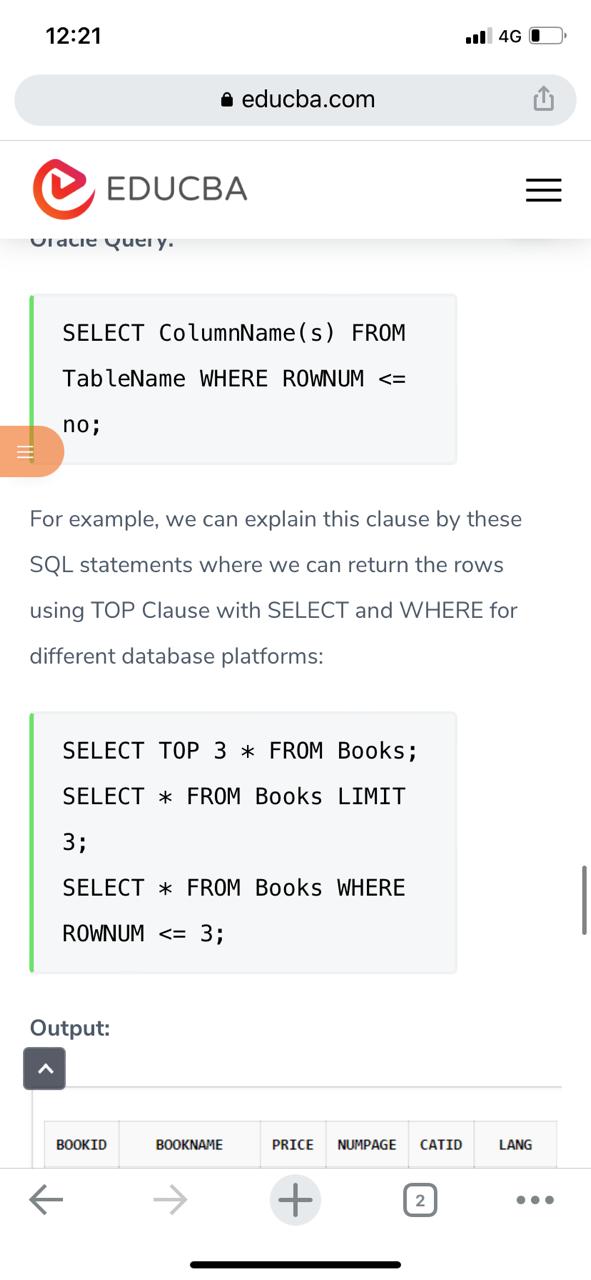 12:21
4G
educba.com
EDUCBA
Oracle Query:
SELECT ColumnName(s) FROM
TableName WHERE ROWNUM <=
no;
For example, we can explain this clause by these
SQL statements where we can return the rows
using TOP Clause with SELECT and WHERE for
different database platforms:
SELECT TOP 3 * FROM Books;
SELECT * FROM Books LIMIT
3;
SELECT * FROM Books WHERE
ROWNUM <= 3;
Output:
BOOKID BOOKNAME PRICE NUMPAGE CATID LANG
2